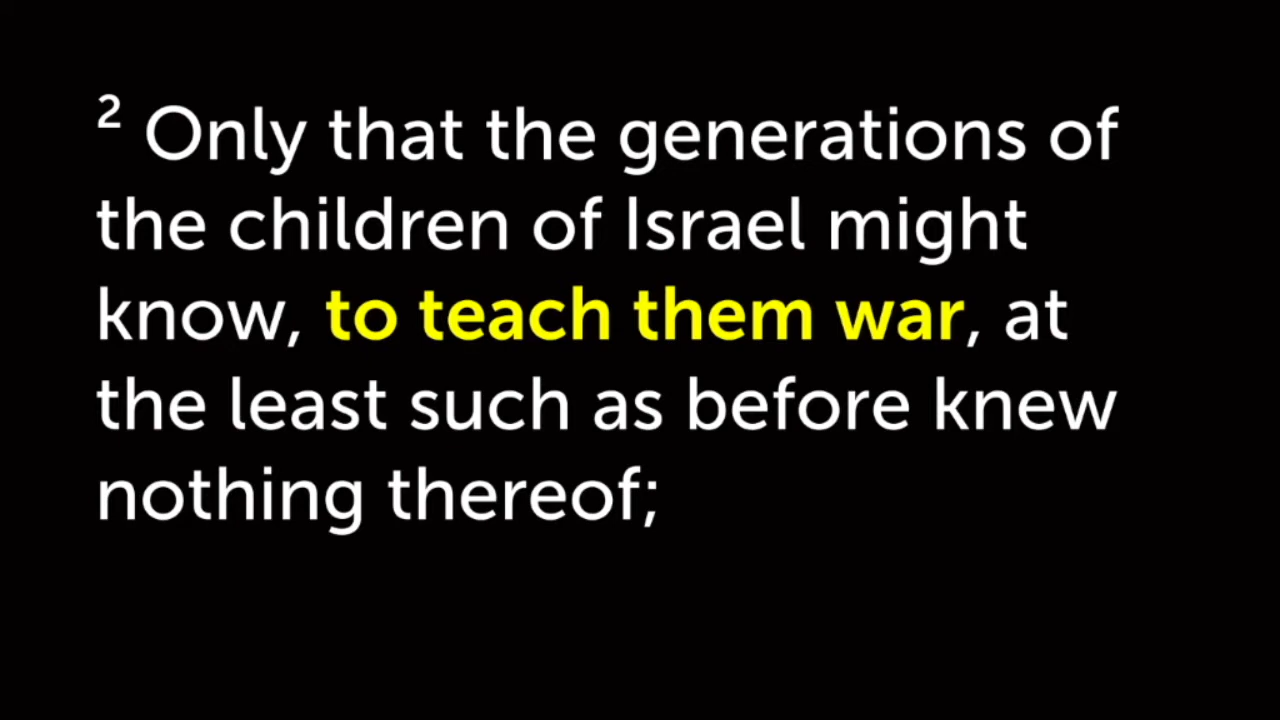 ² Only that the generations of
the children of Israel might
know, to teach them war, at
the least such as before knew
nothing thereof;